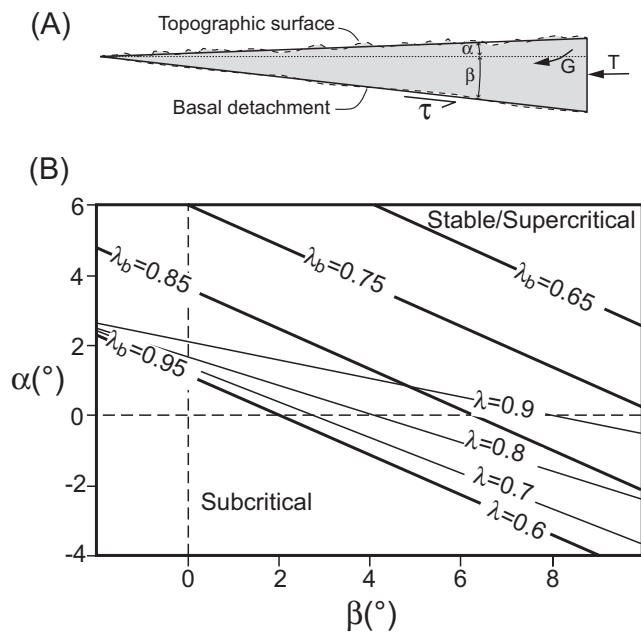 (A)
Topographic surface
α
β
G
T
τ
Basal detachment
(B)
6
4
2
0
-2
-4
α(°)
Stable/Supercritical
λb=0.65
λb=0.75
λb=0.85
λb=0.95
λ=0.9
λ=0.8
λ=0.7
λ=0.6
Subcritical
0 2 4 6 8
β(°)